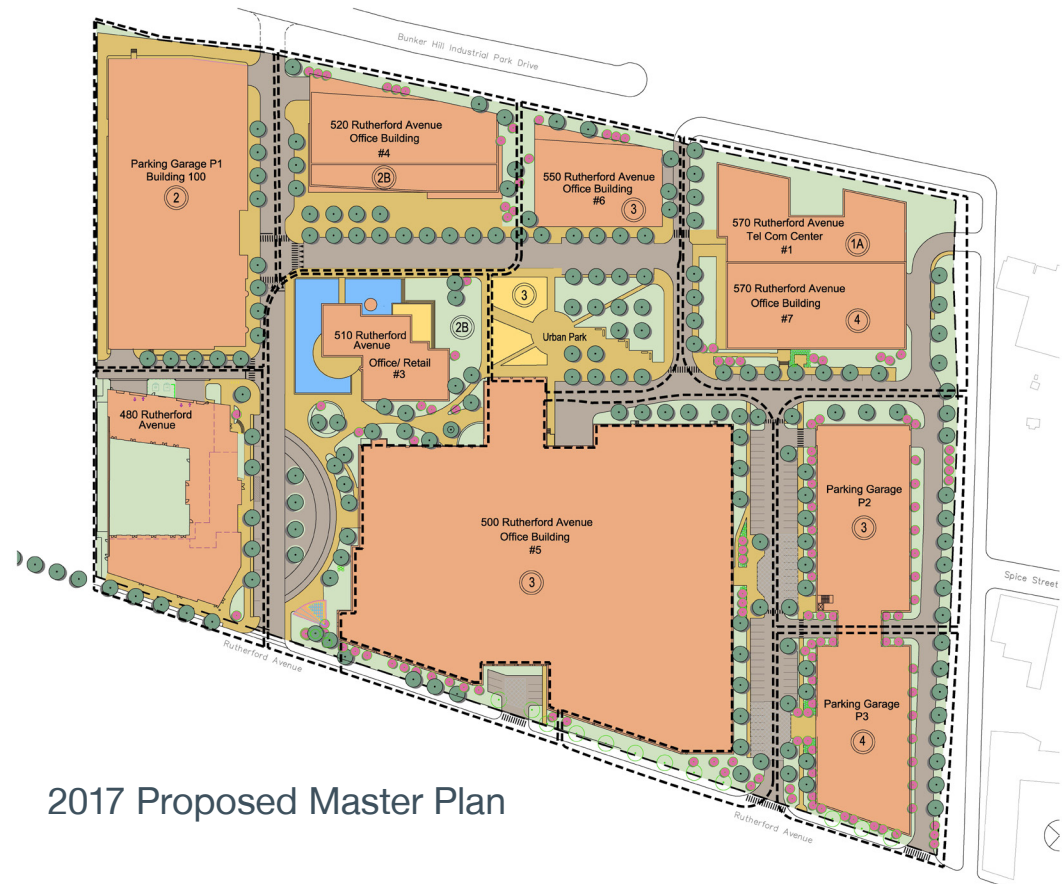 Bunker Hill Industrial Park Drive
Parking Garage P1
Building 100
2
520 Rutherford Avenue
Office Building
#4
2B
550 Rutherford Avenue
Office Building
#6
3
570 Rutherford Avenue
Tel Com Center
#1
1A
570 Rutherford Avenue
Office Building
#7
4
510 Rutherford
Avenue
Office/ Retail
#3
2B
3
Urban Park
480 Rutherford
Avenue
500 Rutherford Avenue
Office Building
#5
3
Parking Garage
P2
3
Spice Street
Rutherford Avenue
Parking Garage
P3
4
2017 Proposed Master Plan
Rutherford Avenue